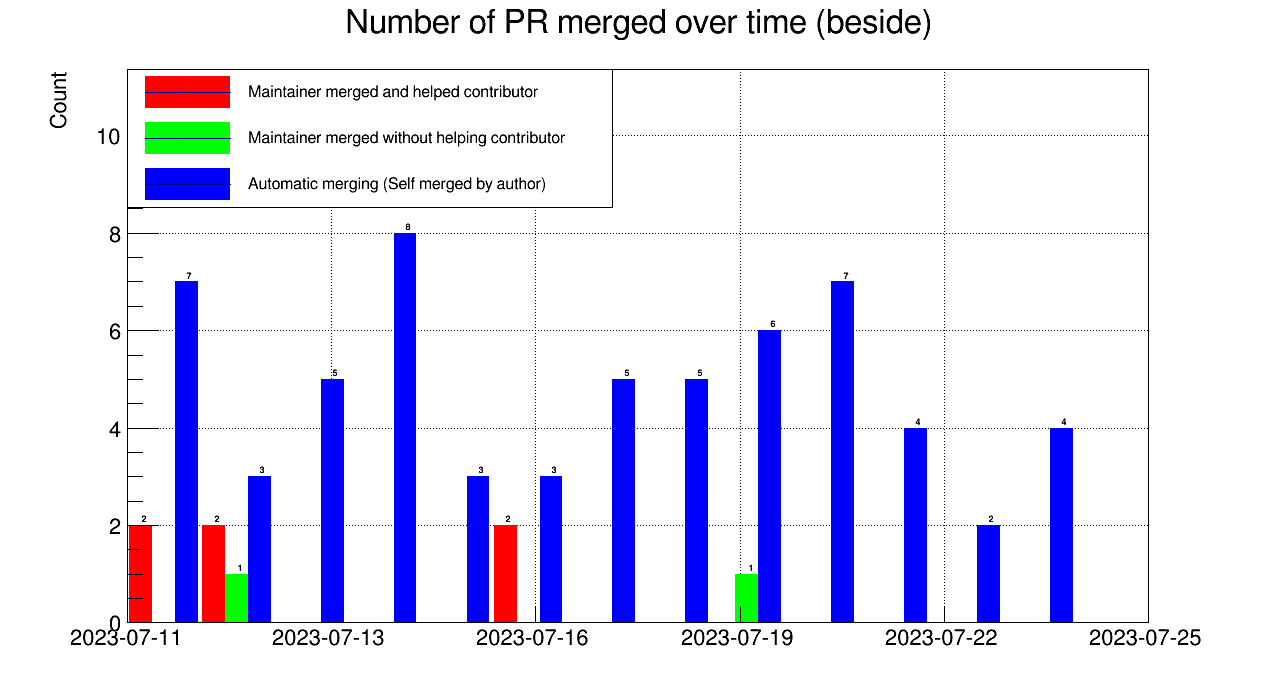 Number of PR merged over time (beside)
Count
Maintainer merged and helped contributor
Maintainer merged without helping contributor
Automatic merging (Self merged by author)
10
8
6
4
2
0
2 7 2 1 3 5 8 3 2 3 5 5 1 6 7 4 2 4
2023-07-11 2023-07-13 2023-07-16 2023-07-19 2023-07-22 2023-07-25